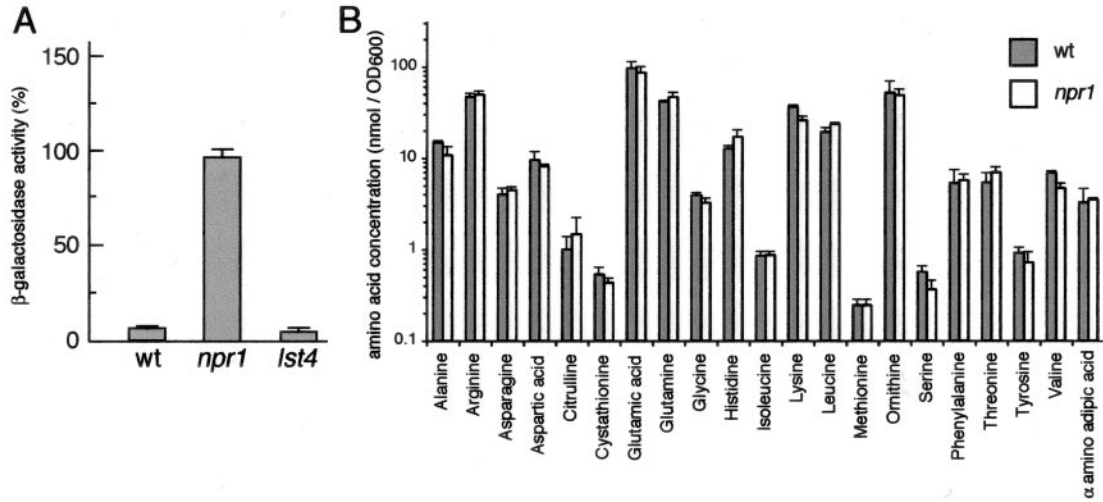 A
β-galactosidase activity (%)
150
100
50
0
wt
npr1
lst4
B
amino acid concentration (nmol / OD600)
100
10
1
0.1
wt
npr1
Alanine
Arginine
Asparagine
Aspartic acid
Citrulline
Cystathionine
Glutamic acid
Glutamine
Glycine
Histidine
Isoleucine
Lysine
Leucine
Methionine
Ornithine
Serine
Phenylalanine
Threonine
Tyrosine
Valine
α amino adipic acid